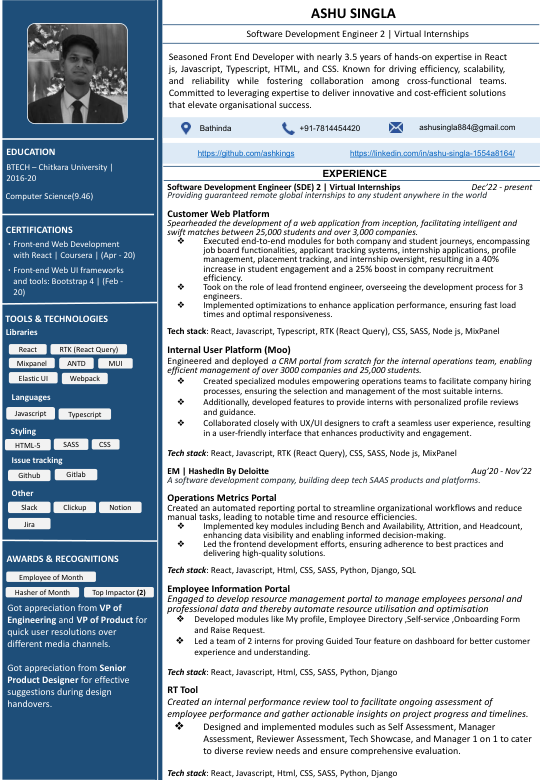 ASHU SINGLA
Software Development Engineer 2 | Virtual Internships
Seasoned Front End Developer with nearly 3.5 years of hands-on expertise in React
js, Javascript, Typescript, HTML, and CSS. Known for driving efficiency, scalability,
and reliability while fostering collaboration among cross-functional teams.
Committed to leveraging expertise to deliver innovative and cost-efficient solutions
that elevate organisational success.
Bathinda
+91-7814454420
ashusingla884@gmail.com
https://github.com/ashkings
https://linkedin.com/in/ashu-singla-1554a8164/
EDUCATION
BTECH – Chitkara University |
2016-20
Computer Science(9.46)
CERTIFICATIONS
· Front-end Web Development
with React | Coursera | (Apr - 20)
· Front-end Web UI frameworks
and tools: Bootstrap 4 | (Feb -
20)
TOOLS & TECHNOLOGIES
Libraries
React
RTK (React Query)
Mixpanel
ANTD
MUI
Elastic UI
Webpack
Languages
Javascript
Typescript
Styling
HTML-5
SASS
CSS
Issue tracking
Github
Gitlab
Other
Slack
Clickup
Notion
Jira
AWARDS & RECOGNITIONS
Employee of Month
Hasher of Month
Top Impactor (2)
Got appreciation from VP of
Engineering and VP of Product for
quick user resolutions over
different media channels.
Got appreciation from Senior
Product Designer for effective
suggestions during design
handovers.
EXPERIENCE
Software Development Engineer (SDE) 2 | Virtual Internships Dec'22 - present
Providing guaranteed remote global internships to any student anywhere in the world
Customer Web Platform
Spearheaded the development of a web application from inception, facilitating intelligent and
swift matches between 25,000 students and over 3,000 companies.
❖ Executed end-to-end modules for both company and student journeys, encompassing
job board functionalities, applicant tracking systems, internship applications, profile
management, placement tracking, and internship oversight, resulting in a 40%
increase in student engagement and a 25% boost in company recruitment
efficiency.
❖ Took on the role of lead frontend engineer, overseeing the development process for 3
engineers.
❖ Implemented optimizations to enhance application performance, ensuring fast load
times and optimal responsiveness.
Tech stack: React, Javascript, Typescript, RTK (React Query), CSS, SASS, Node js, MixPanel
Internal User Platform (Moo)
Engineered and deployed a CRM portal from scratch for the internal operations team, enabling
efficient management of over 3000 companies and 25,000 students.
❖ Created specialized modules empowering operations teams to facilitate company hiring
processes, ensuring the selection and management of the most suitable interns.
❖ Additionally, developed features to provide interns with personalized profile reviews
and guidance.
❖ Collaborated closely with UX/UI designers to craft a seamless user experience, resulting
in a user-friendly interface that enhances productivity and engagement.
Tech stack: React, Javascript, RTK (React Query), CSS, SASS, Node js, MixPanel
EM | HashedIn By Deloitte Aug'20 - Nov'22
A software development company, building deep tech SAAS products and platforms.
Operations Metrics Portal
Created an automated reporting portal to streamline organizational workflows and reduce
manual tasks, leading to notable time and resource efficiencies.
❖ Implemented key modules including Bench and Availability, Attrition, and Headcount,
enhancing data visibility and enabling informed decision-making.
❖ Led the frontend development efforts, ensuring adherence to best practices and
delivering high-quality solutions.
Tech stack: React, Javascript, Html, CSS, SASS, Python, Django, SQL
Employee Information Portal
Engaged to develop resource management portal to manage employees personal and
professional data and thereby automate resource utilisation and optimisation
❖ Developed modules like My profile, Employee Directory ,Self-service ,Onboarding Form
and Raise Request.
❖ Led a team of 2 interns for proving Guided Tour feature on dashboard for better customer
experience and understanding.
Tech stack: React, Javascript, Html, CSS, SASS, Python, Django
RT Tool
Created an internal performance review tool to facilitate ongoing assessment of
employee performance and gather actionable insights on project progress and timelines.
❖ Designed and implemented modules such as Self Assessment, Manager
Assessment, Reviewer Assessment, Tech Showcase, and Manager 1 on 1 to cater
to diverse review needs and ensure comprehensive evaluation.
Tech stack: React, Javascript, Html, CSS, SASS, Python, Django